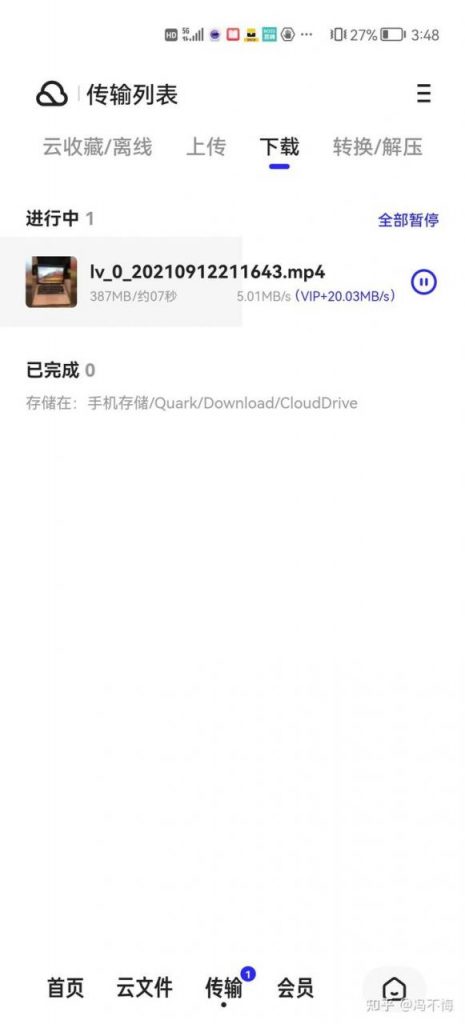 HD 5G 27% 3:48
传输列表
云收藏/离线 上传 下载 转换/解压
进行中 1 全部暂停
lv_0_20210912211643.mp4
387MB/约07秒 5.01MB/s (VIP+20.03MB/s)
已完成 0
存储在：手机存储/Quark/Download/CloudDrive
首页 云文件 传输 1 会员
知乎 @冯不悔